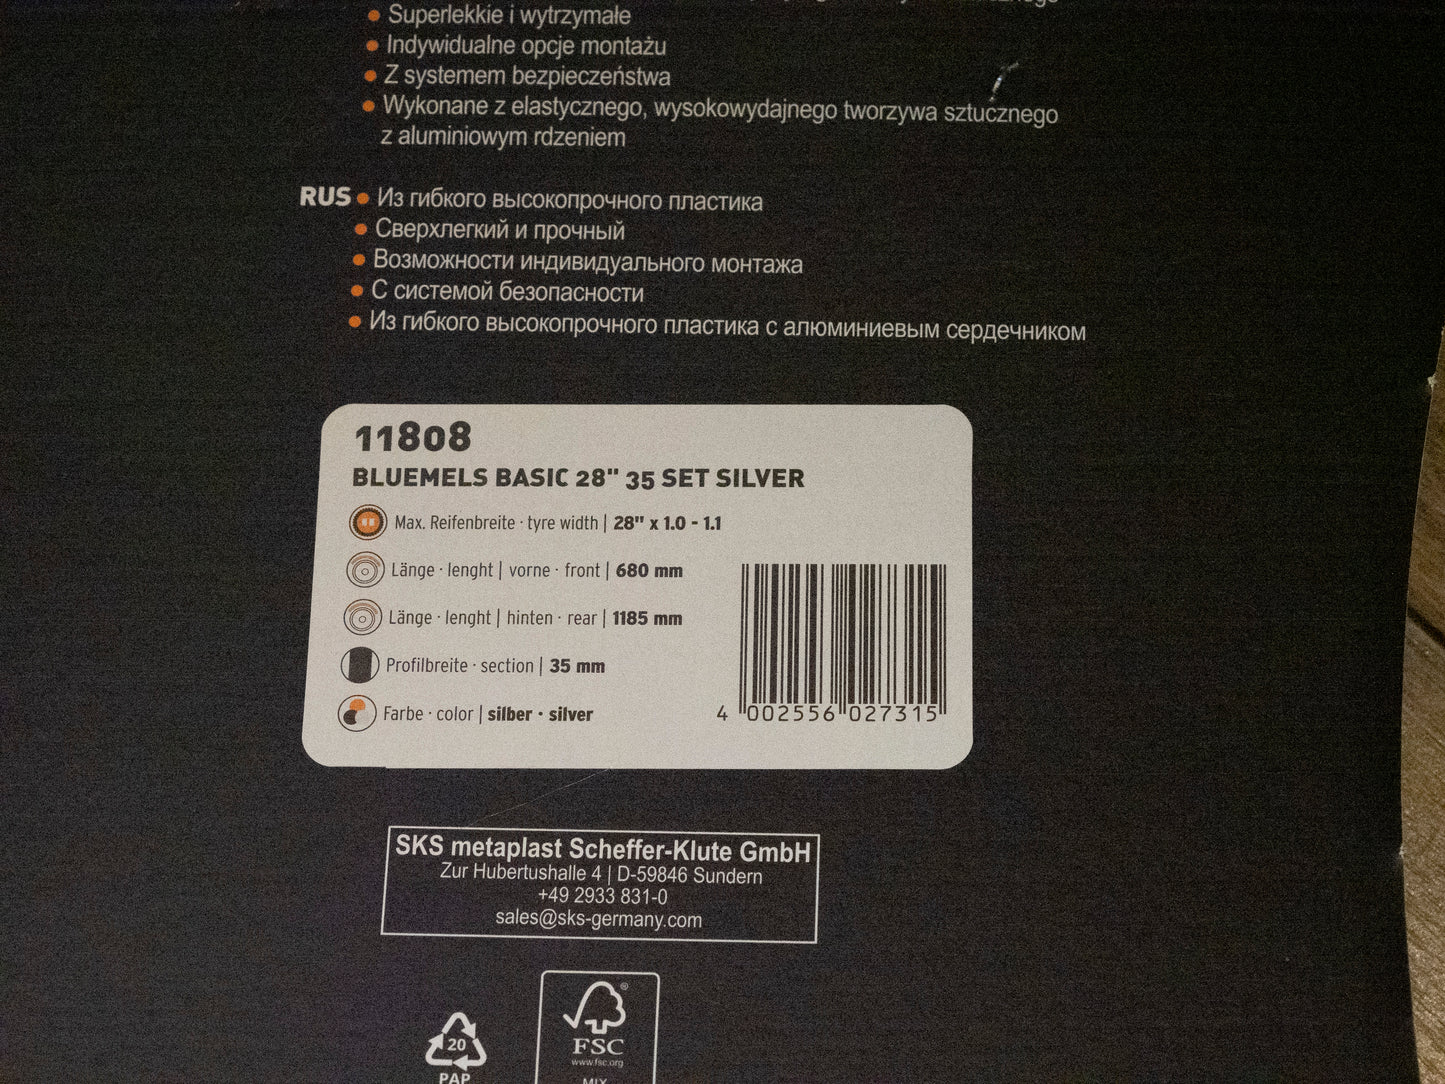 • Superlekkie i wytrzymałe
• Indywidualne opcje montażu
• Z systemem bezpieczeństwa
• Wykonane z elastycznego, wysokowydajnego tworzywa sztucznego
z aluminiowym rdzeniem
RUS • Из гибкого высокопрочного пластика
• Сверхлегкий и прочный
• Возможности индивидуального монтажа
• С системой безопасности
• Из гибкого высокопрочного пластика с алюминиевым сердечником
11808
BLUEMELS BASIC 28" 35 SET SILVER
Max. Reifenbreite · tyre width | 28" x 1.0 - 1.1
Länge · lenght | vorne · front | 680 mm
Länge · lenght | hinten · rear | 1185 mm
Profilbreite · section | 35 mm
Farbe · color | silber · silver
4 002556 027315
SKS metaplast Scheffer-Klute GmbH
Zur Hubertushalle 4 | D-59846 Sundern
+49 2933 831-0
sales@sks-germany.com
20
PAP
®
FSC
www.fsc.org
MIX